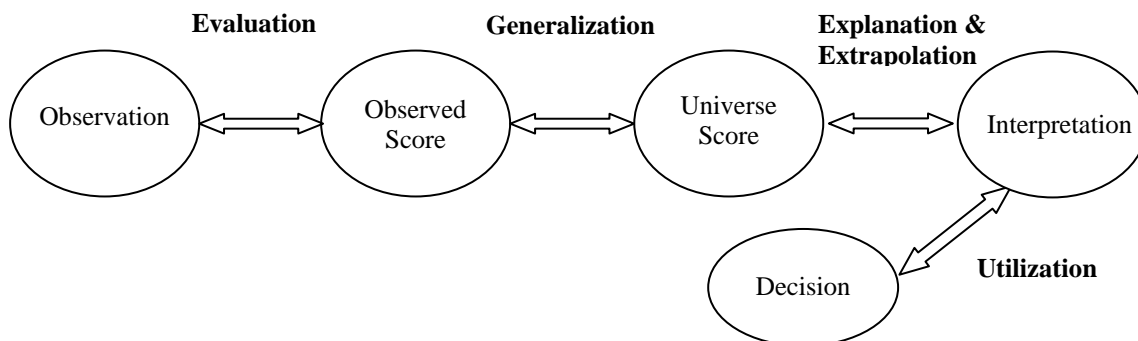 Evaluation
Generalization
Explanation &
Extrapolation
Observation
Observed
Score
Universe
Score
Interpretation
Decision
Utilization